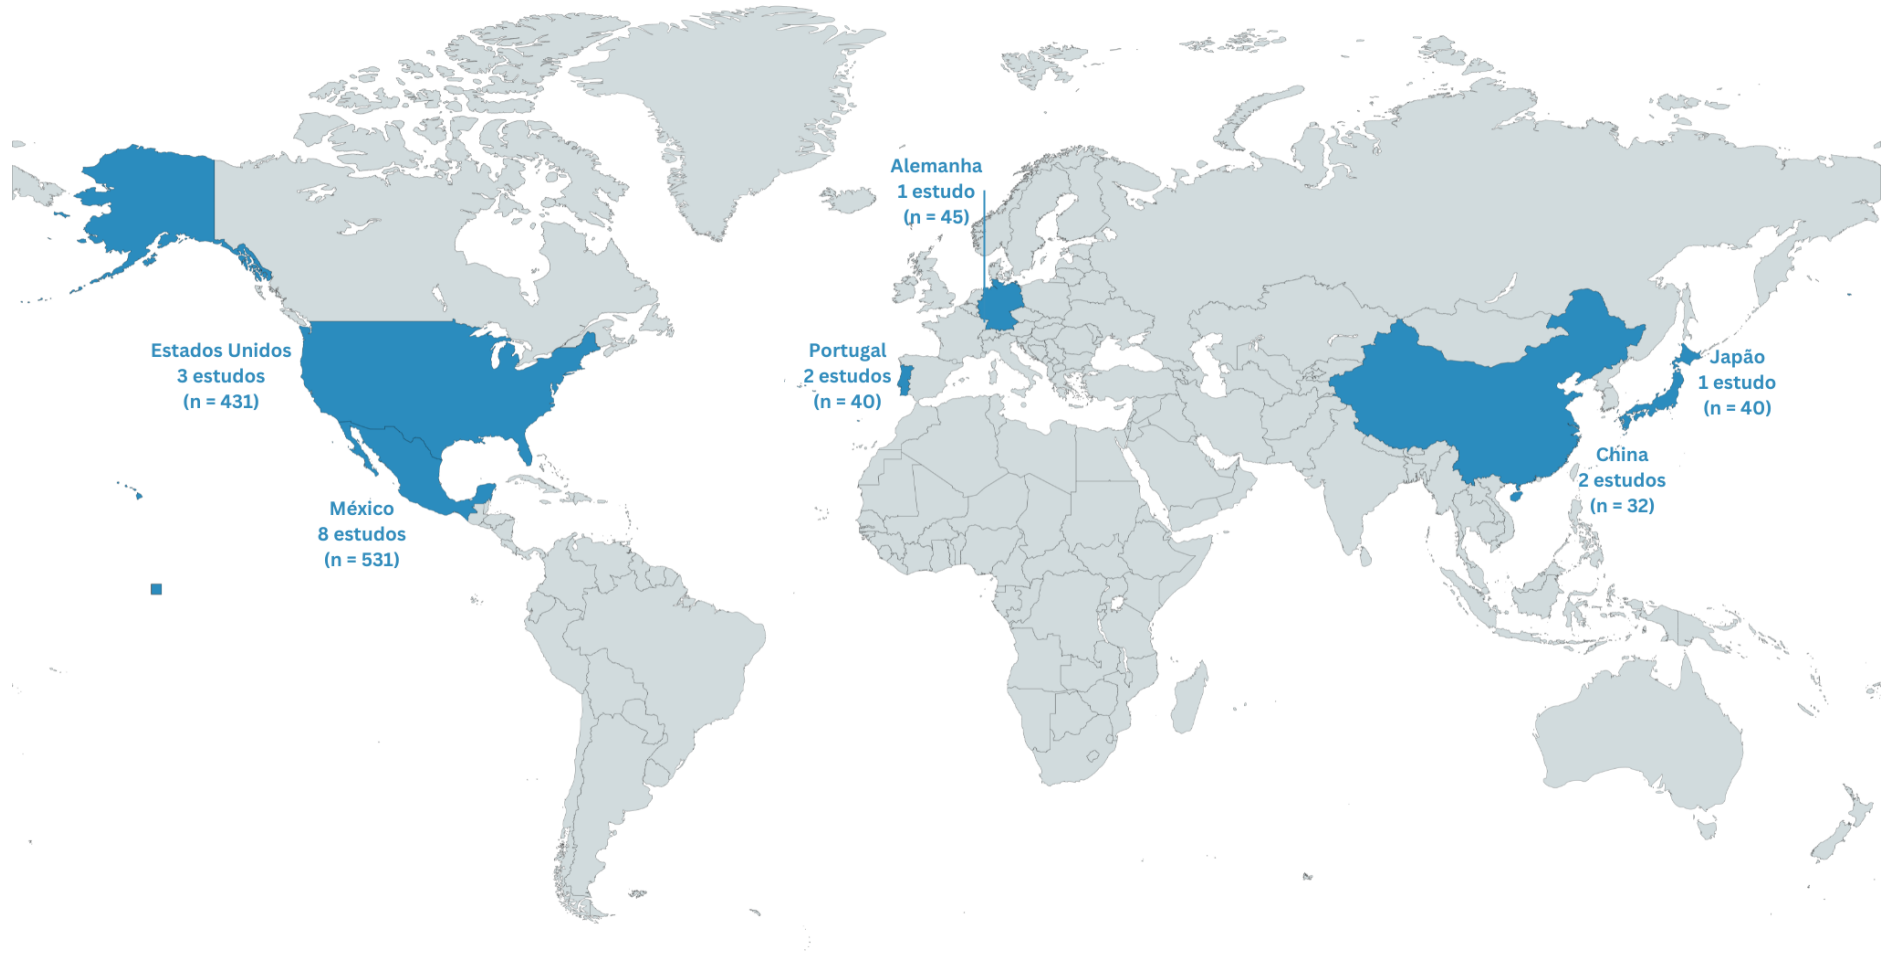 Alemanha
1 estudo
(n = 45)
Estados Unidos
3 estudos
(n = 431)
Portugal
2 estudos
(n = 40)
Japão
1 estudo
(n = 40)
China
2 estudos
(n = 32)
México
8 estudos
(n = 531)